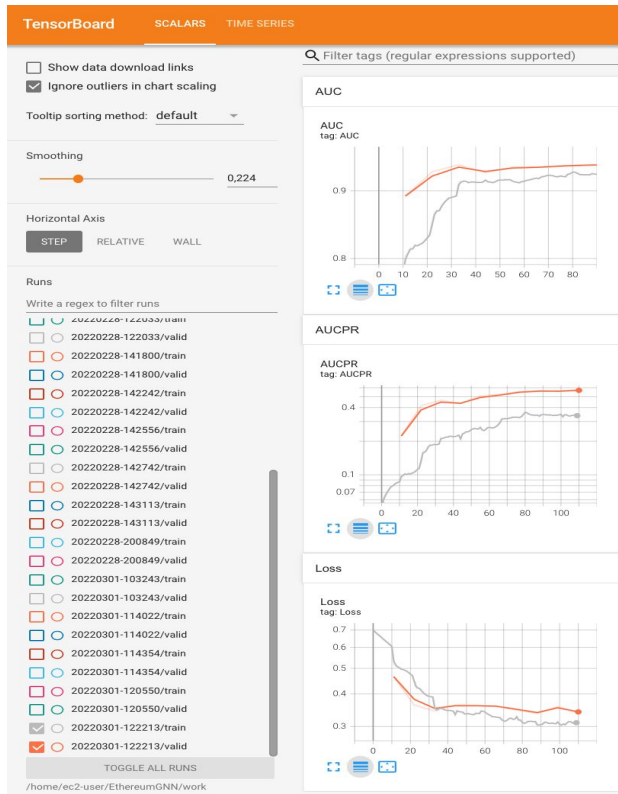 TensorBoard SCALARS TIME SERIES
Show data download links
Ignore outliers in chart scaling
Tooltip sorting method: default
Smoothing
0,224
Horizontal Axis
STEP RELATIVE WALL
Runs
Write a regex to filter runs
20220228-122033/train
20220228-122033/valid
20220228-141800/train
20220228-141800/valid
20220228-142242/train
20220228-142242/valid
20220228-142556/train
20220228-142556/valid
20220228-142742/train
20220228-142742/valid
20220228-143113/train
20220228-143113/valid
20220228-200849/train
20220228-200849/valid
20220301-103243/train
20220301-103243/valid
20220301-114022/train
20220301-114022/valid
20220301-114354/train
20220301-114354/valid
20220301-120550/train
20220301-120550/valid
20220301-122213/train
20220301-122213/valid
TOGGLE ALL RUNS
/home/ec2-user/EthereumGNN/work
Filter tags (regular expressions supported)
AUC
AUC
tag: AUC
0.9
0.8
0 10 20 30 40 50 60 70 80
AUCPR
AUCPR
tag: AUCPR
0.4
0.1
0.07
0 20 40 60 80 100
Loss
Loss
tag: Loss
0.7
0.6
0.5
0.4
0.3
0 20 40 60 80 100